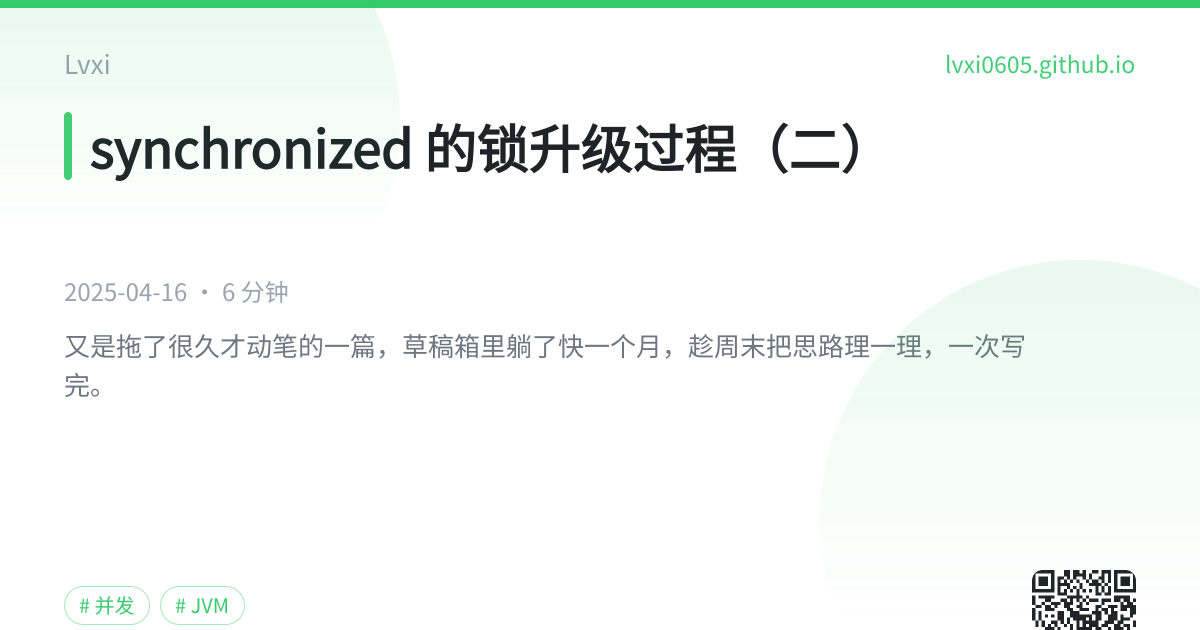 Lvxi
lvxi0605.github.io
synchronized 的锁升级过程（二）
2025-04-16 · 6 分钟
又是拖了很久才动笔的一篇，草稿箱里躺了快一个月，趁周末把思路理一理，一次写
完。
# 并发
# JVM